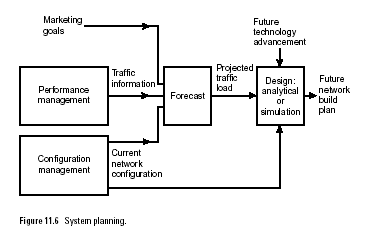 Marketing
goals
Future
technology
advancement
Performance
management
Traffic
information
Forecast
Projected
traffic
load
Design:
analytical
or
simulation
Future
network
build
plan
Configuration
management
Current
network
configuration
Figure 11.6 System planning.